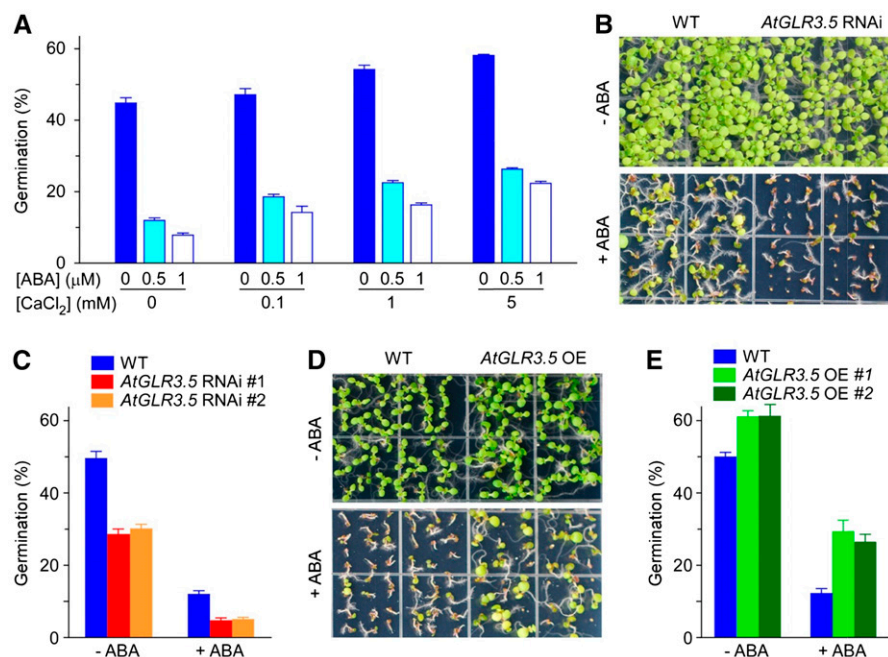 A
Germination (%)
60
40
20
0
[ABA] (μM) 0 0.5 1 0 0.5 1 0 0.5 1 0 0.5 1
[CaCl₂] (mM) 0 0.1 1 5
B
WT AtGLR3.5 RNAi
- ABA
+ ABA
C
WT
AtGLR3.5 RNAi #1
AtGLR3.5 RNAi #2
Germination (%)
60
40
20
0
- ABA + ABA
D
WT AtGLR3.5 OE
- ABA
+ ABA
E
WT
AtGLR3.5 OE #1
AtGLR3.5 OE #2
Germination (%)
60
40
20
0
- ABA + ABA